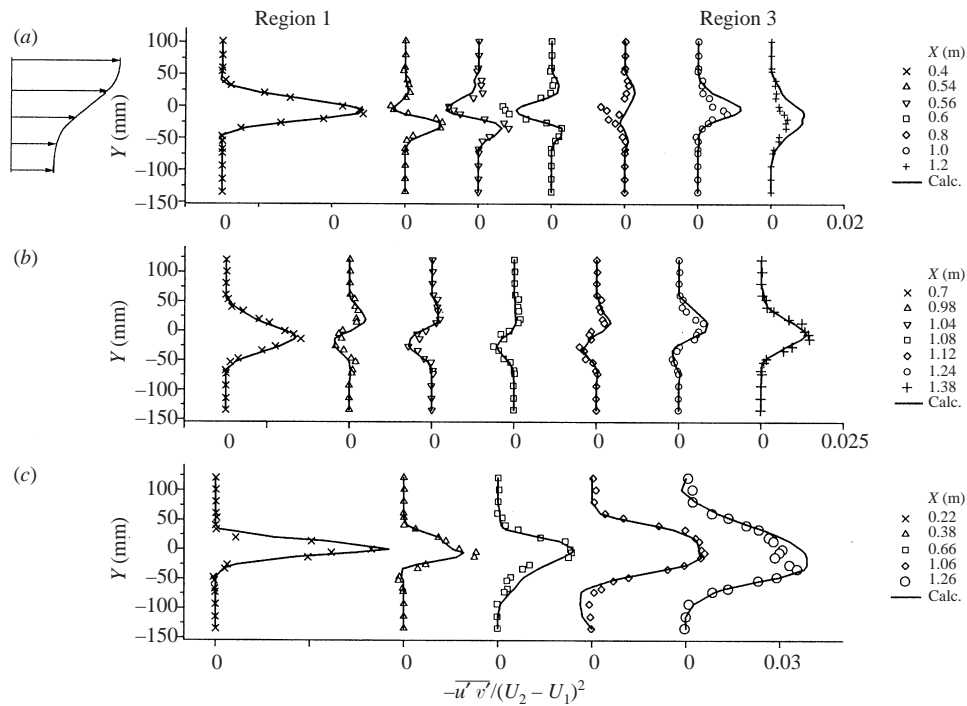 Region 1 Region 3
(a)
100
50
0
−50
−100
−150
Y (mm)
0 0 0 0 0 0 0 0 0.02
X (m)
0.4
0.54
0.56
0.6
0.8
1.0
1.2
Calc.
(b)
100
50
0
−50
−100
−150
Y (mm)
0 0 0 0 0 0 0 0.025
X (m)
0.7
0.98
1.04
1.08
1.12
1.24
1.38
Calc.
(c)
100
50
0
−50
−100
−150
Y (mm)
0 0 0 0 0 0.03
X (m)
0.22
0.38
0.66
1.06
1.26
Calc.
−u′ v′/(U2 − U1)2